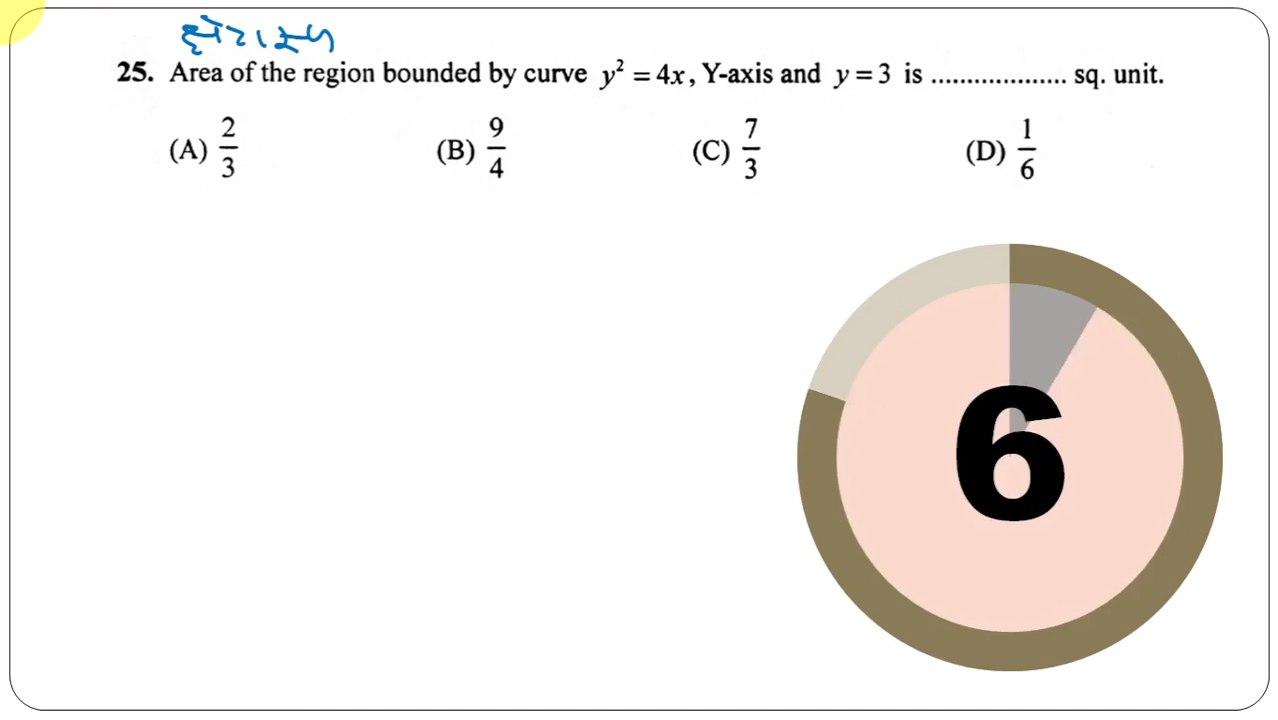 25. Area of the region bounded by curve y² = 4x, Y-axis and y = 3 is ................... sq. unit.
(A) 2/3 (B) 9/4 (C) 7/3 (D) 1/6
6